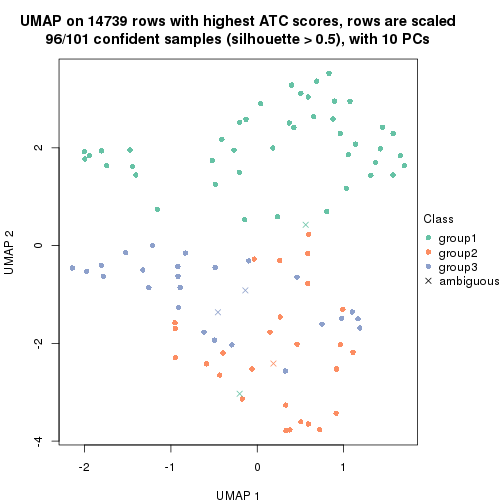 UMAP on 14739 rows with highest ATC scores, rows are scaled
96/101 confident samples (silhouette > 0.5), with 10 PCs
UMAP 2
2
0
-2
-4
-2
-1
0
1
UMAP 1
Class
group1
group2
group3
ambiguous